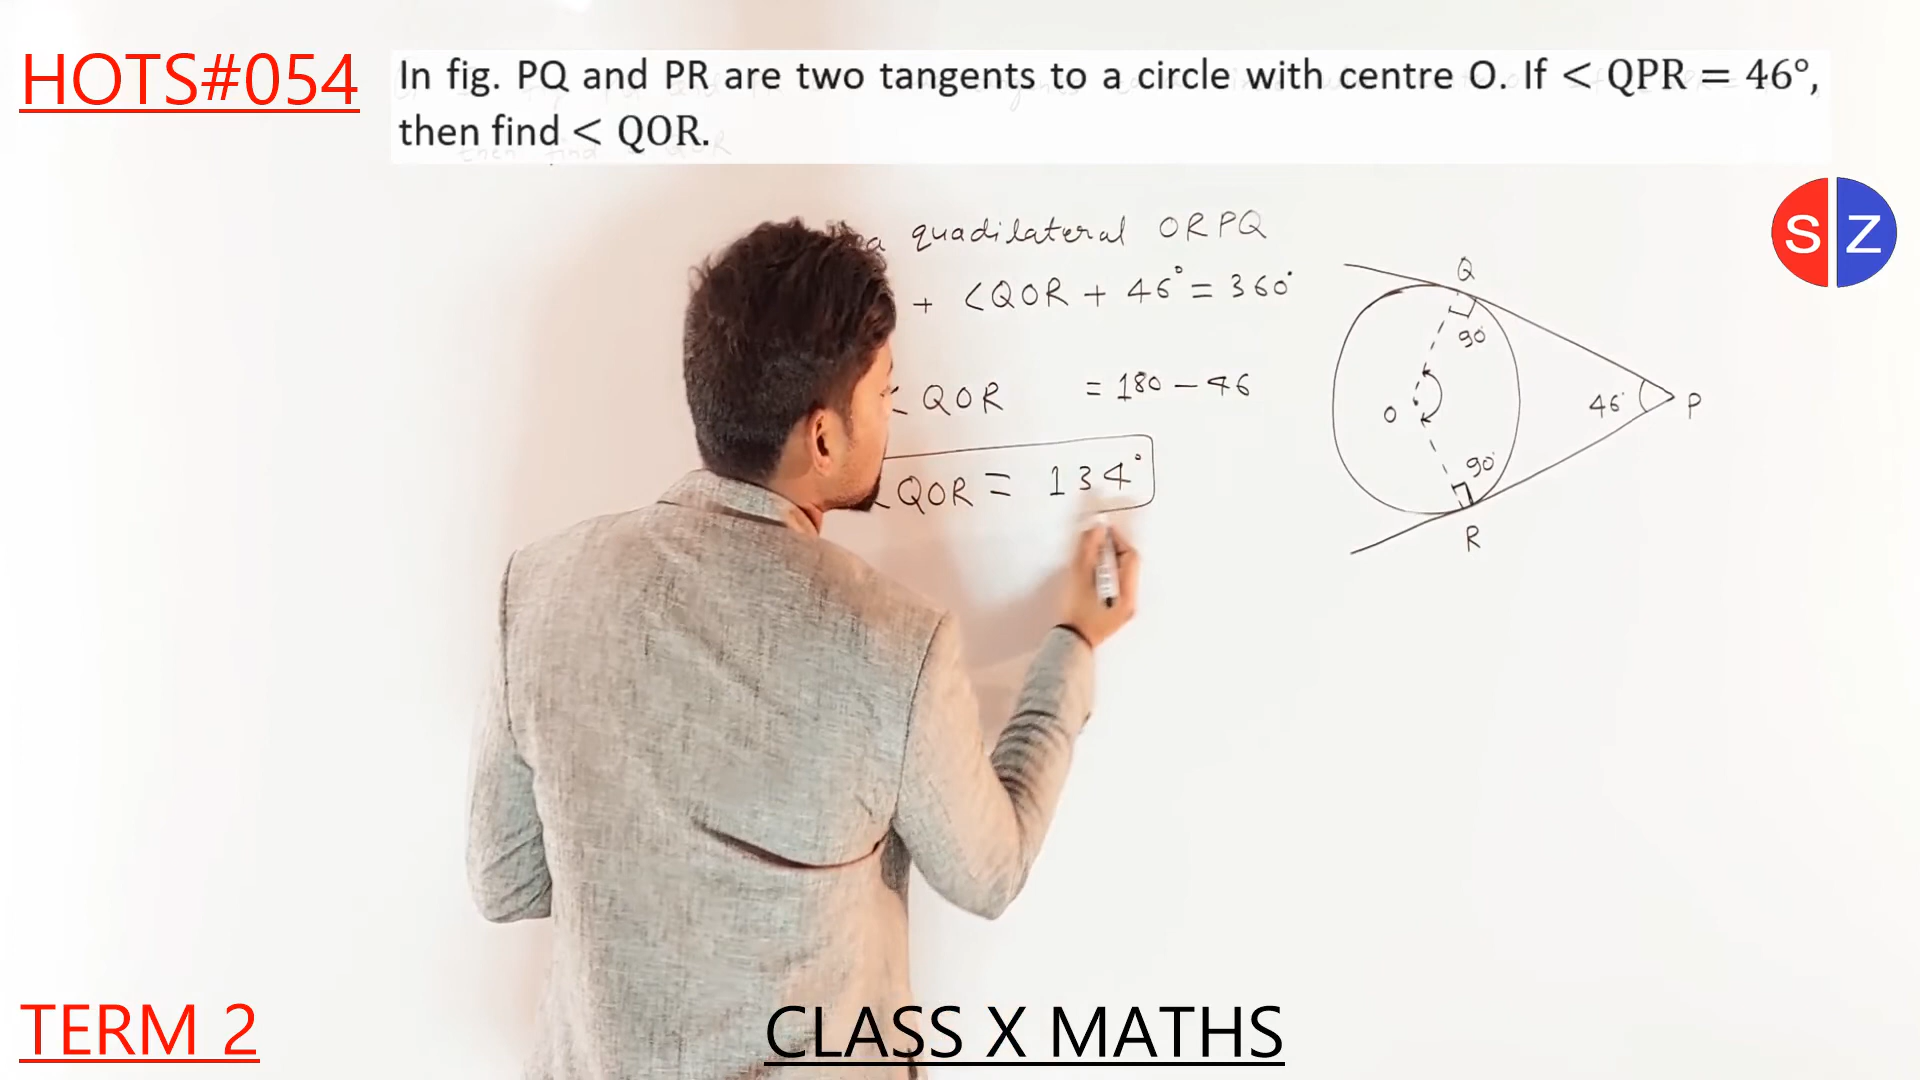 HOTS#054
In fig. PQ and PR are two tangents to a circle with centre O. If < QPR = 46°,
then find < QOR.
S Z
a quadilateral ORPQ
+ <QOR + 46° = 360°
< QOR = 180 - 46
<QOR = 134°
Q
90°
O
46° P
90°
R
TERM 2
CLASS X MATHS